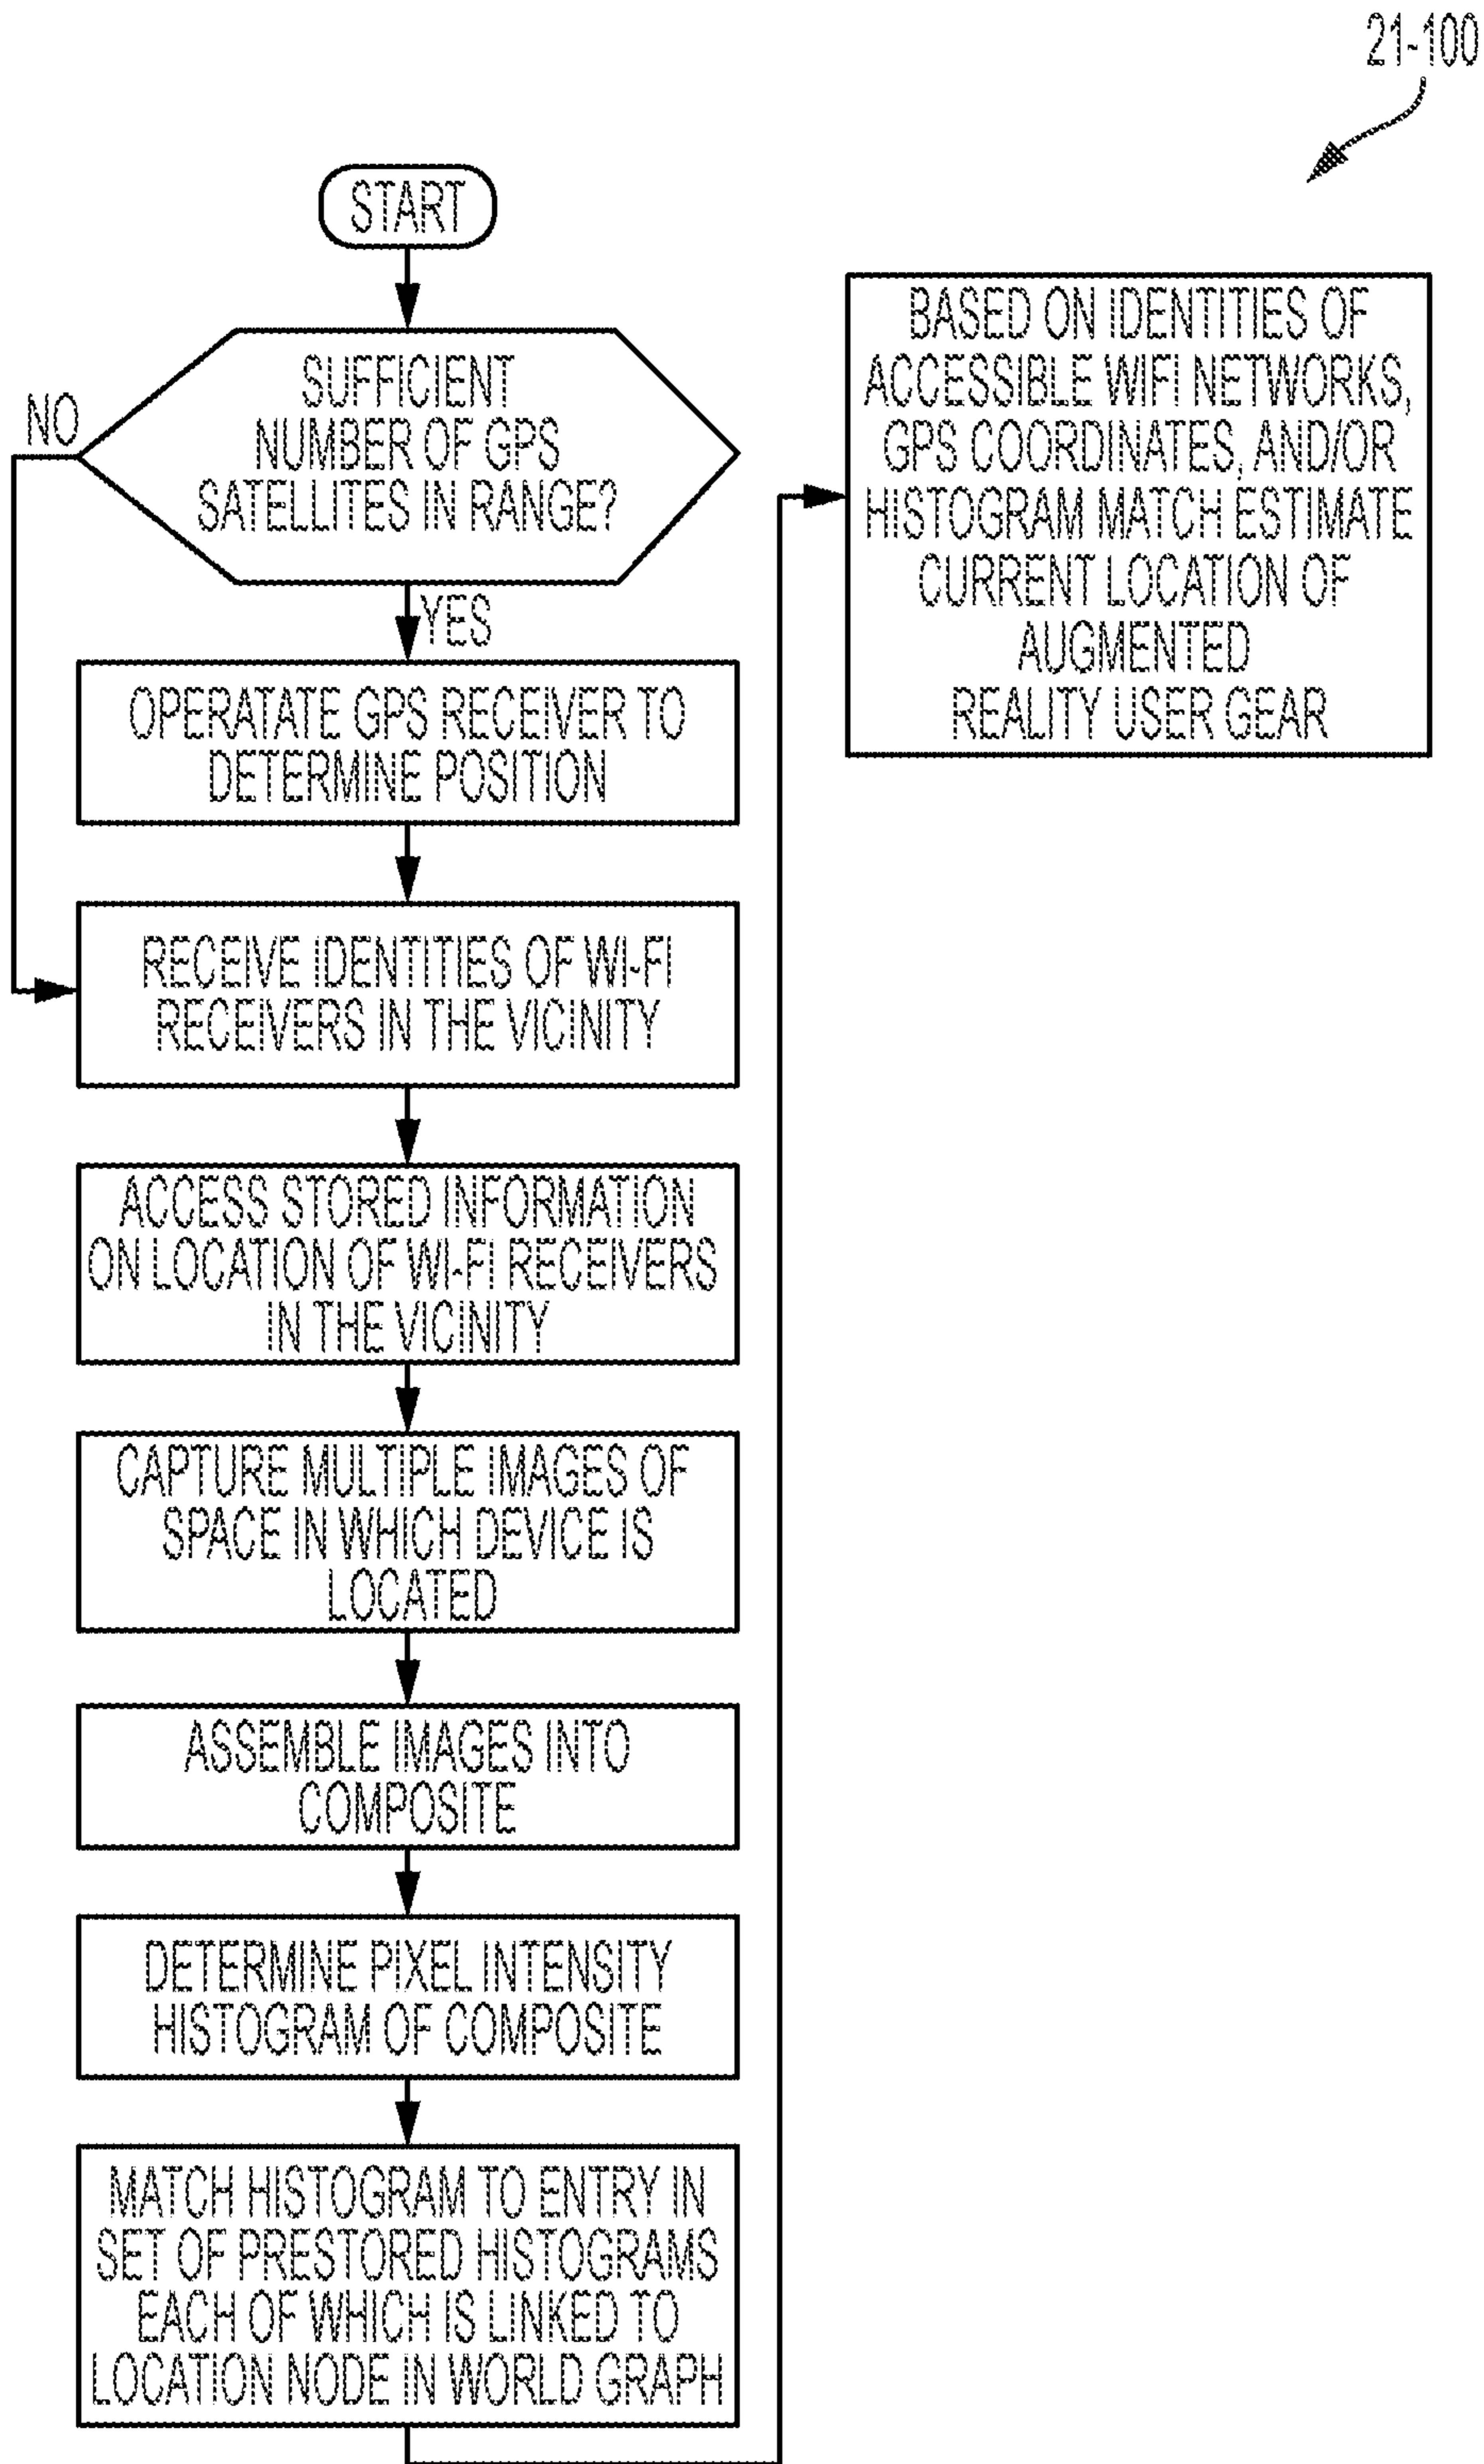 21-100
START
SUFFICIENT
NUMBER OF GPS
SATELLITES IN RANGE?
NO
YES
OPERATATE GPS RECEIVER TO
DETERMINE POSITION
RECEIVE IDENTITIES OF WI-FI
RECEIVERS IN THE VICINITY
ACCESS STORED INFORMATION
ON LOCATION OF WI-FI RECEIVERS
IN THE VICINITY
CAPTURE MULTIPLE IMAGES OF
SPACE IN WHICH DEVICE IS
LOCATED
ASSEMBLE IMAGES INTO
COMPOSITE
DETERMINE PIXEL INTENSITY
HISTOGRAM OF COMPOSITE
MATCH HISTOGRAM TO ENTRY IN
SET OF PRESTORED HISTOGRAMS
EACH OF WHICH IS LINKED TO
LOCATION NODE IN WORLD GRAPH
BASED ON IDENTITIES OF
ACCESSIBLE WIFI NETWORKS,
GPS COORDINATES, AND/OR
HISTOGRAM MATCH ESTIMATE
CURRENT LOCATION OF
AUGMENTED
REALITY USER GEAR